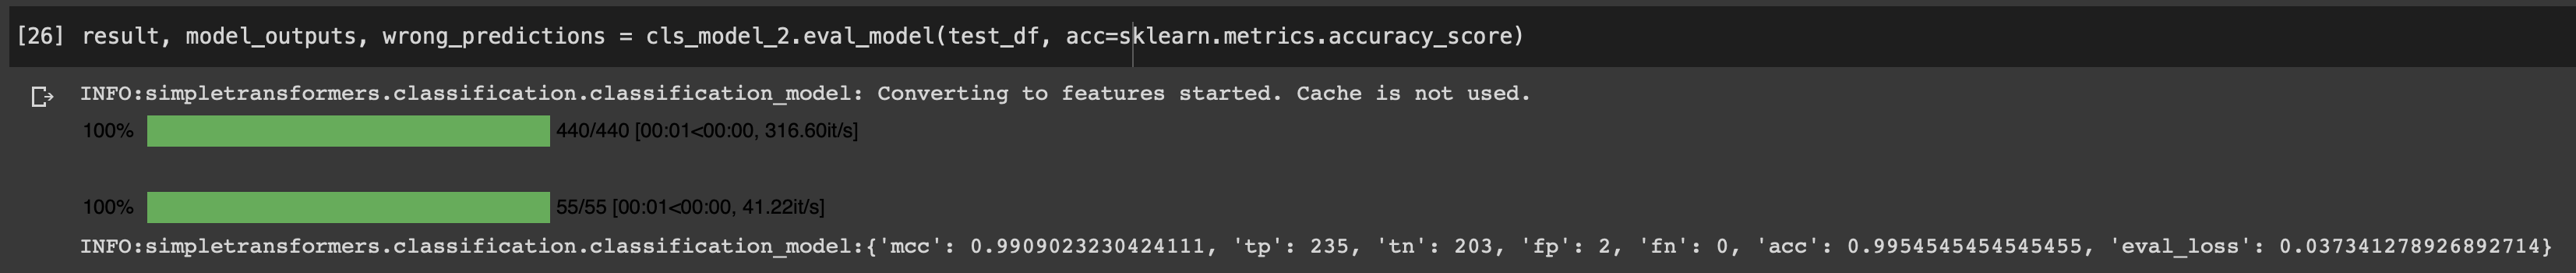 [26] result, model_outputs, wrong_predictions = cls_model_2.eval_model(test_df, acc=sklearn.metrics.accuracy_score)
INFO:simpletransformers.classification.classification_model: Converting to features started. Cache is not used.
100% 440/440 [00:01<00:00, 316.60it/s]
100% 55/55 [00:01<00:00, 41.22it/s]
INFO:simpletransformers.classification.classification_model:{'mcc': 0.9909023230424111, 'tp': 235, 'tn': 203, 'fp': 2, 'fn': 0, 'acc': 0.9954545454545455, 'eval_loss': 0.037341278926892714}